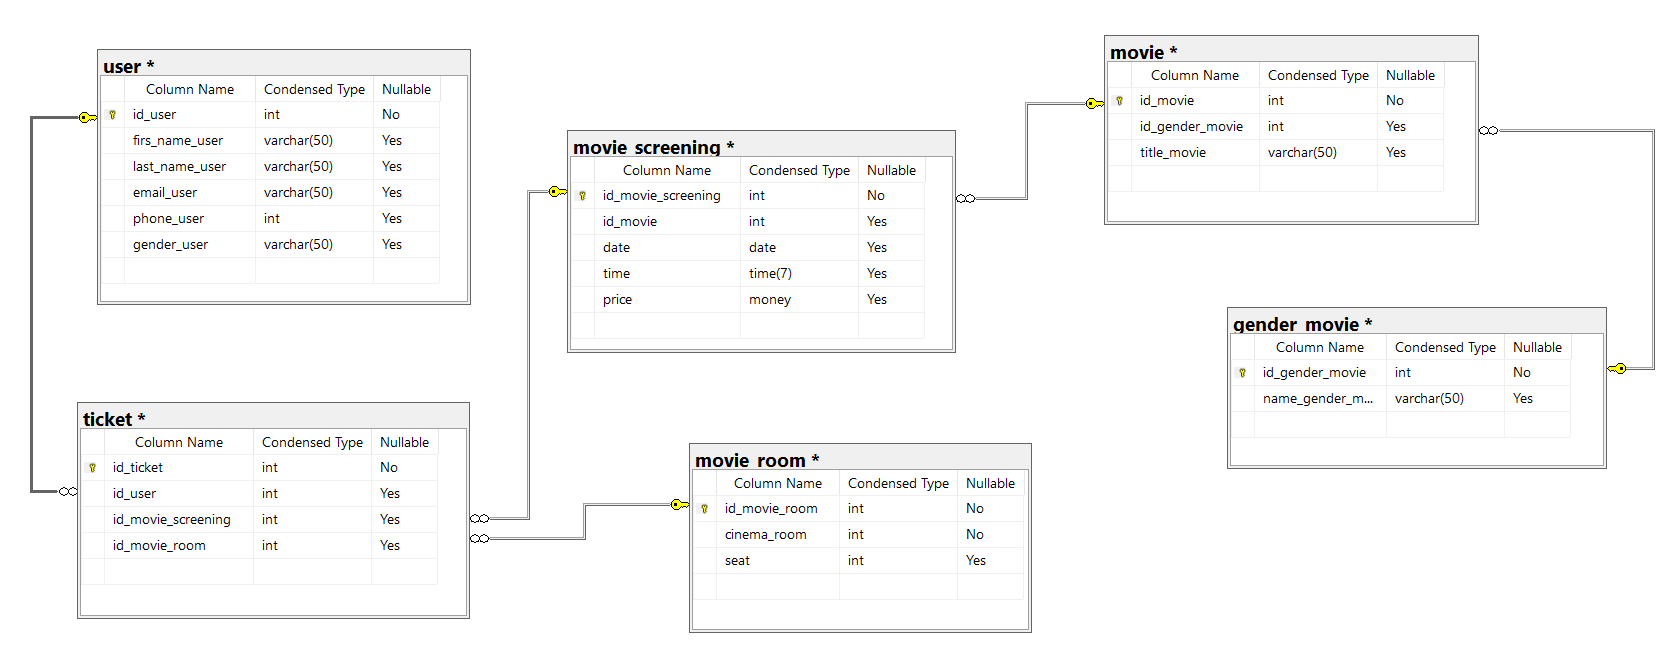 user *
Column Name Condensed Type Nullable
id_user int No
firs_name_user varchar(50) Yes
last_name_user varchar(50) Yes
email_user varchar(50) Yes
phone_user int Yes
gender_user varchar(50) Yes
movie_screening *
Column Name Condensed Type Nullable
id_movie_screening int No
id_movie int Yes
date date Yes
time time(7) Yes
price money Yes
movie *
Column Name Condensed Type Nullable
id_movie int No
id_gender_movie int Yes
title_movie varchar(50) Yes
gender_movie *
Column Name Condensed Type Nullable
id_gender_movie int No
name_gender_m... varchar(50) Yes
ticket *
Column Name Condensed Type Nullable
id_ticket int No
id_user int Yes
id_movie_screening int Yes
id_movie_room int Yes
movie_room *
Column Name Condensed Type Nullable
id_movie_room int No
cinema_room int No
seat int Yes